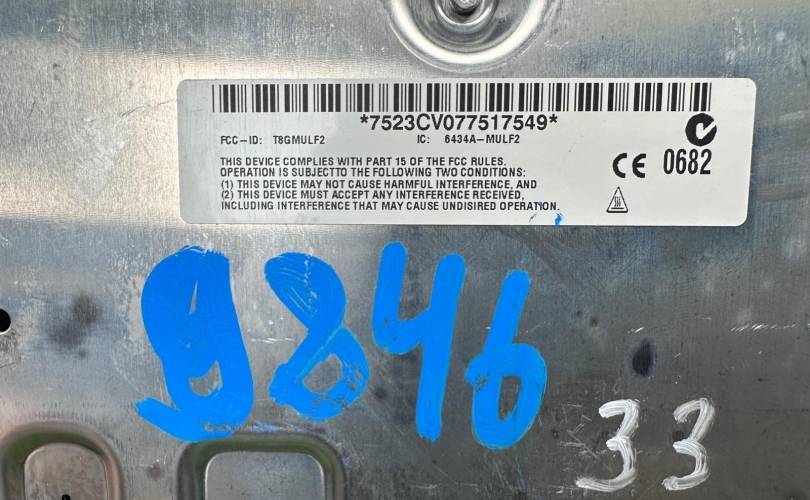 *7523CV077517549*
FCC-ID: T8GMULF2 IC: 6434A-MULF2
THIS DEVICE COMPLIES WITH PART 15 OF THE FCC RULES.
OPERATION IS SUBJECTTO THE FOLLOWING TWO CONDITIONS:
(1) THIS DEVICE MAY NOT CAUSE HARMFUL INTERFERENCE, AND
(2) THIS DEVICE MUST ACCEPT ANY INTERFERENCE RECEIVED,
INCLUDING INTERFERENCE THAT MAY CAUSE UNDISIRED OPERATION.
CE 0682
9846
33